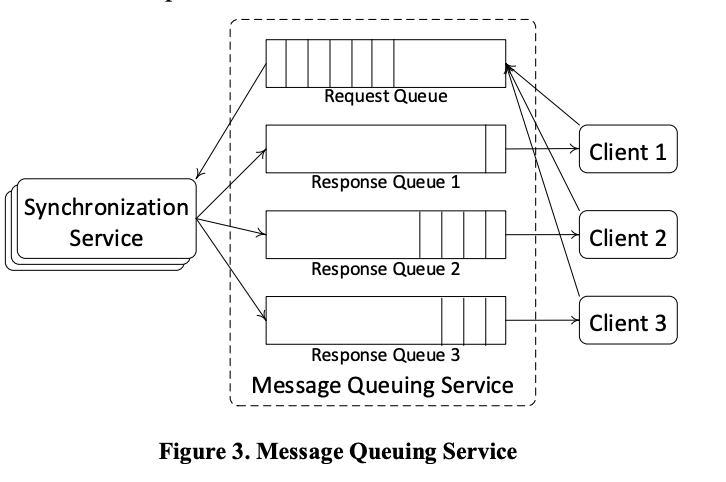 Request Queue
Response Queue 1
Client 1
Synchronization
Service
Response Queue 2
Client 2
Response Queue 3
Client 3
Message Queuing Service
Figure 3. Message Queuing Service